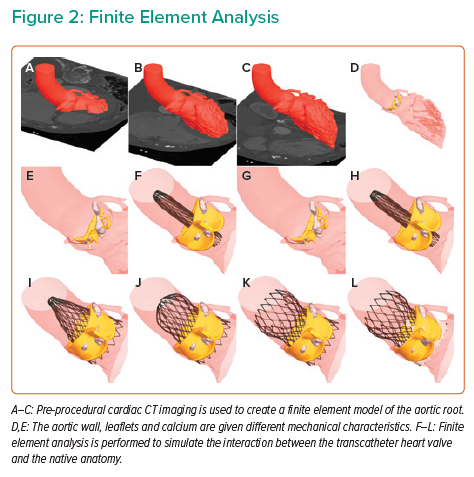 Figure 2: Finite Element Analysis
A
B
C
D
E
F
G
H
I
J
K
L
A–C: Pre-procedural cardiac CT imaging is used to create a finite element model of the aortic root.
D,E: The aortic wall, leaflets and calcium are given different mechanical characteristics. F–L: Finite
element analysis is performed to simulate the interaction between the transcatheter heart valve
and the native anatomy.